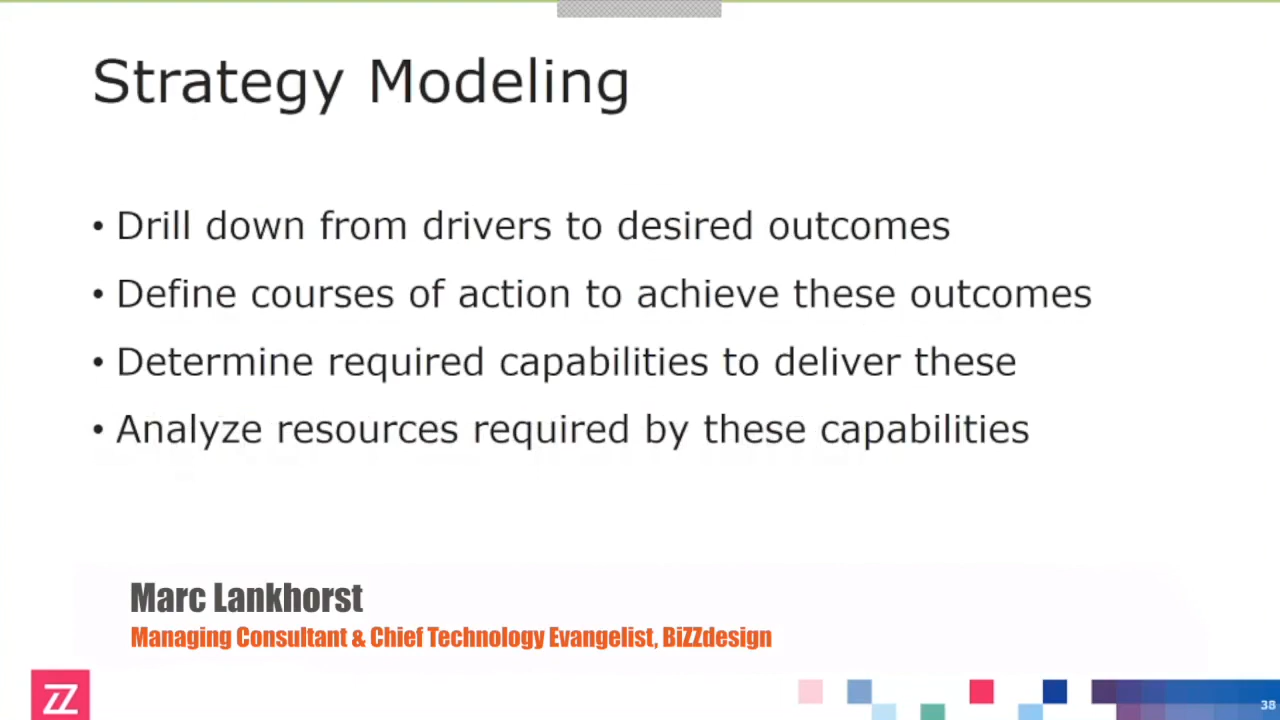 Strategy Modeling
• Drill down from drivers to desired outcomes
• Define courses of action to achieve these outcomes
• Determine required capabilities to deliver these
• Analyze resources required by these capabilities
Marc Lankhorst
Managing Consultant & Chief Technology Evangelist, BiZZdesign
ZZ
38